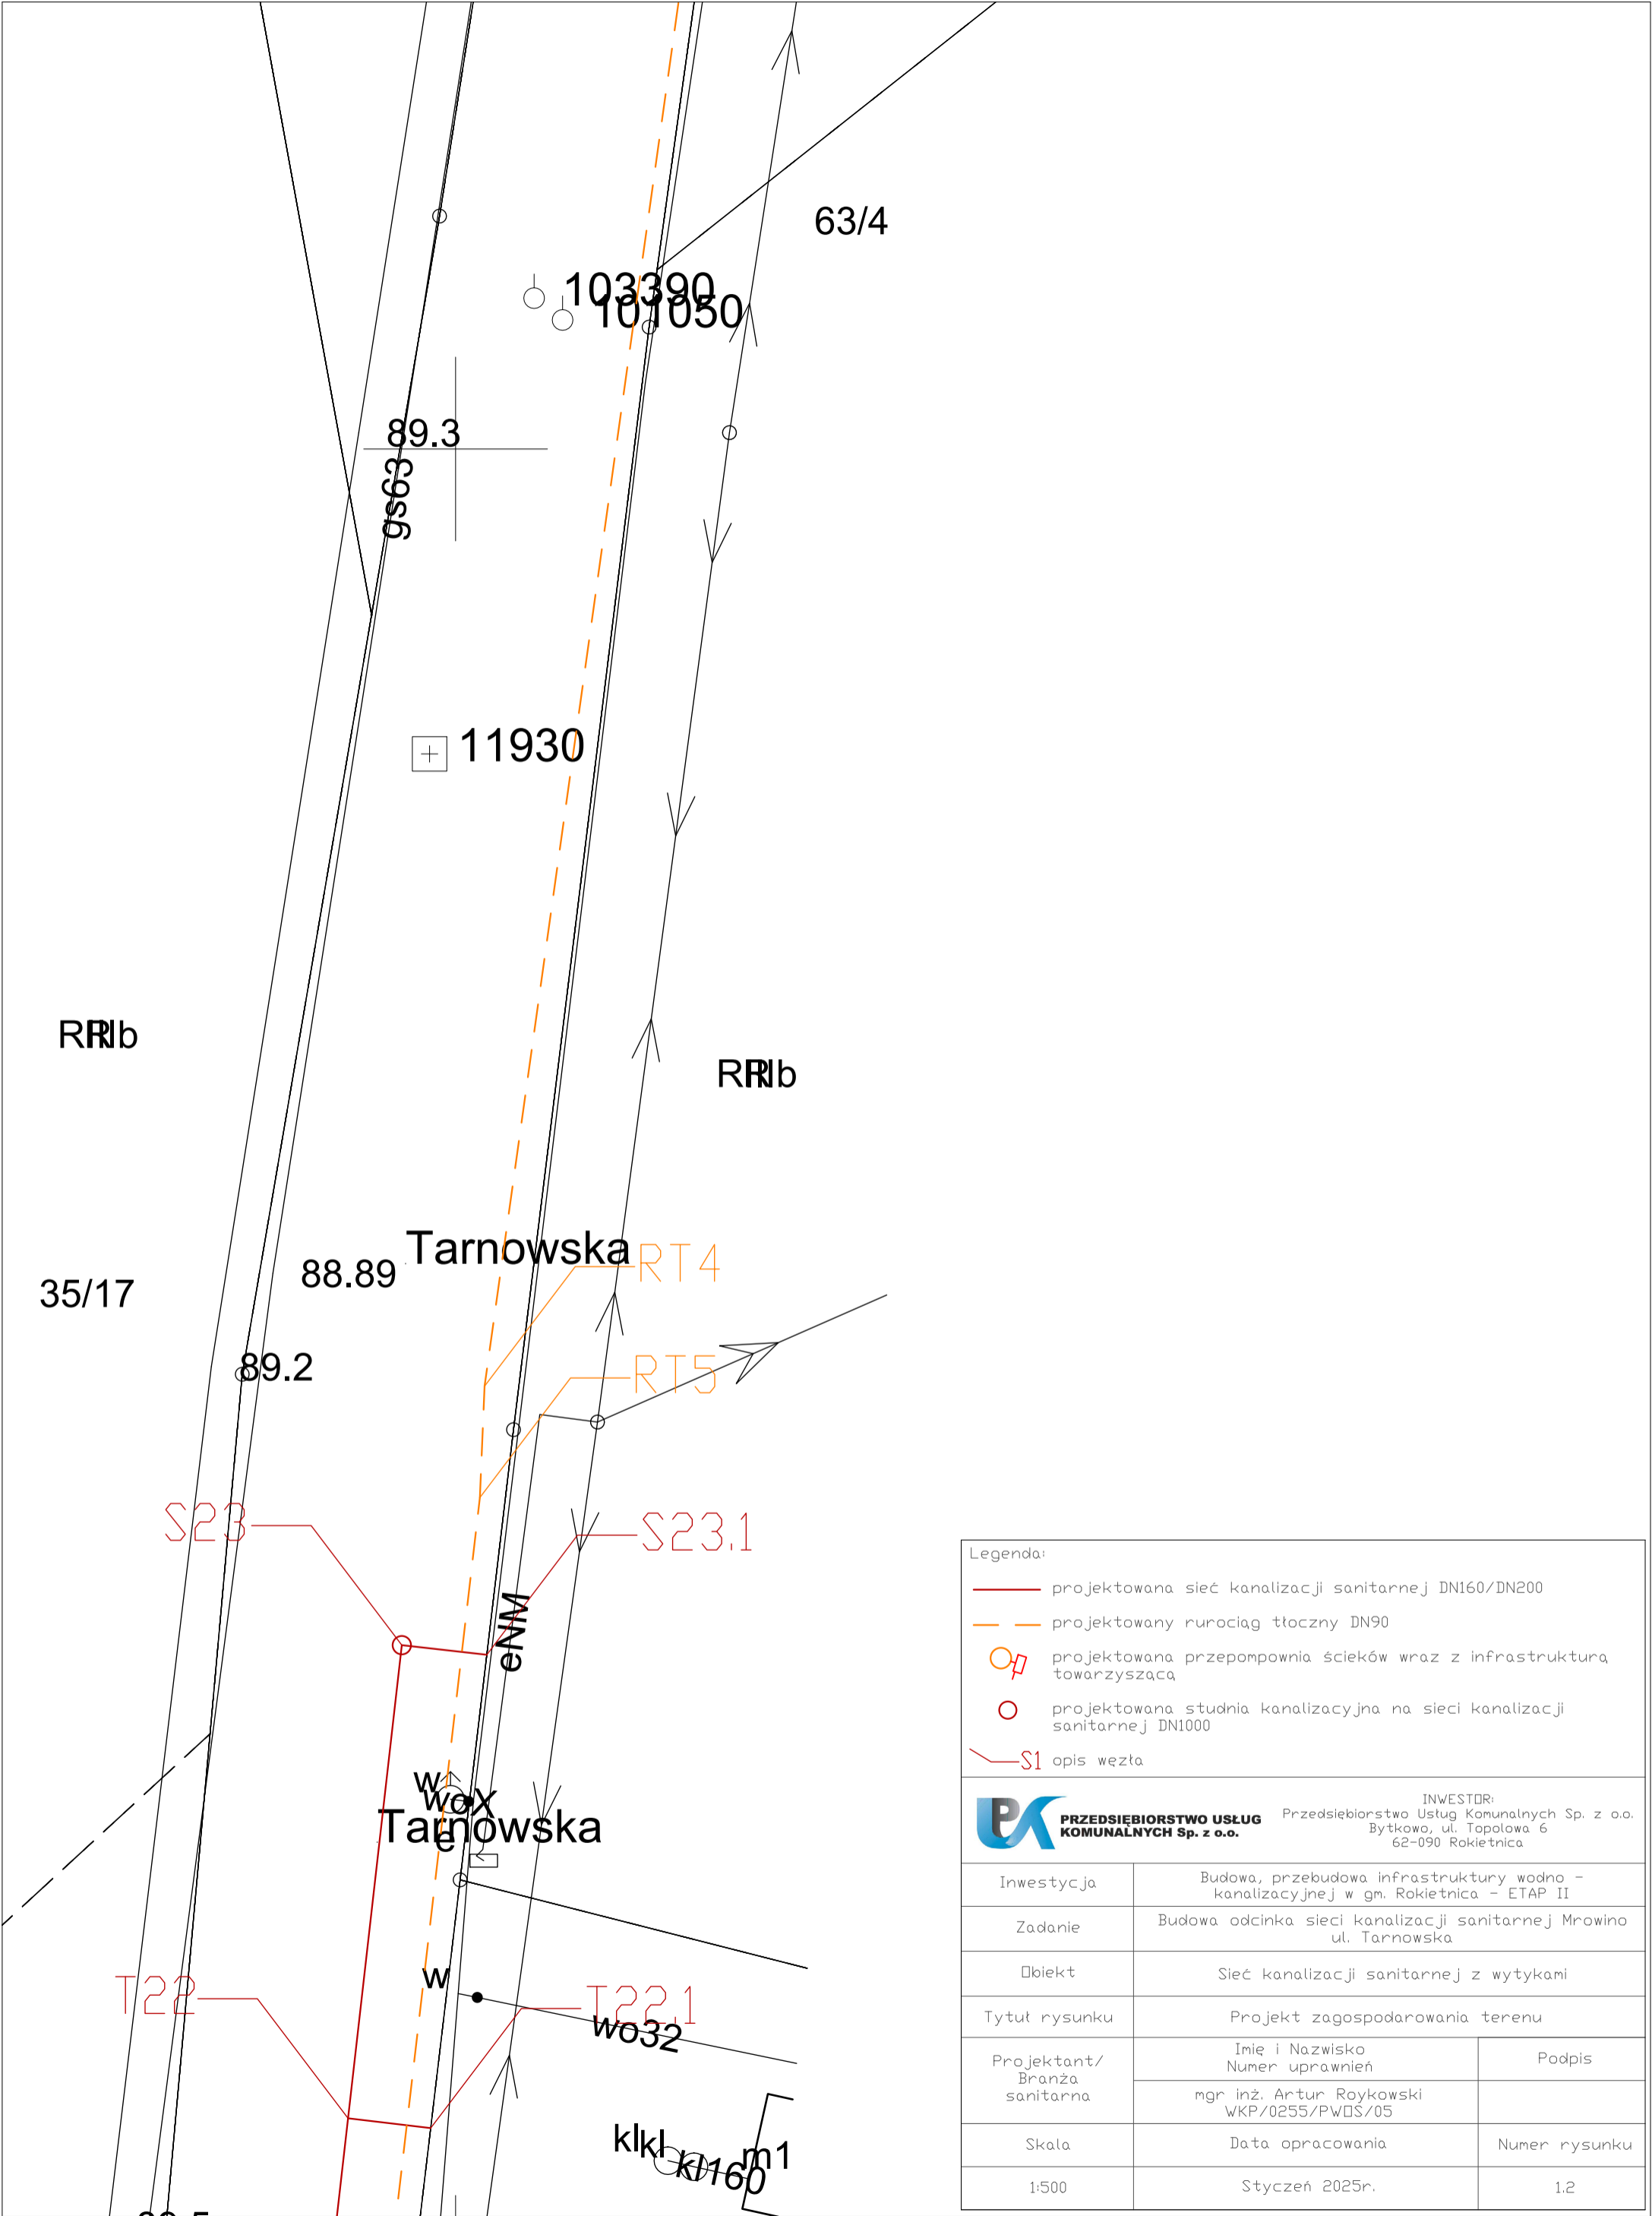 63/4
103390
101050
89.3
gs63
11930
Tarnowska
RT4
88.89
35/17
89.2
RT5
S23
S23.1
eNM
w
woX
Tarnowska
e
w
T22
T22.1
wo32
kl
kl
kl160
m1
Legenda:
projektowana sieć kanalizacji sanitarnej DN160/DN200
projektowany rurociąg tłoczny DN90
projektowana przepompownia ścieków wraz z infrastrukturą
towarzyszącą
projektowana studnia kanalizacyjna na sieci kanalizacji
sanitarnej DN1000
S1 opis węzła
PRZEDSIĘBIORSTWO USŁUG
KOMUNALNYCH Sp. z o.o.
INWESTOR:
Przedsiębiorstwo Usług Komunalnych Sp. z o.o.
Bytkowo, ul. Topolowa 6
62-090 Rokietnica
Inwestycja
Budowa, przebudowa infrastruktury wodno -
kanalizacyjnej w gm. Rokietnica - ETAP II
Zadanie
Budowa odcinka sieci kanalizacji sanitarnej Mrowino
ul. Tarnowska
Obiekt
Sieć kanalizacji sanitarnej z wytykami
Tytuł rysunku
Projekt zagospodarowania terenu
Projektant/
Branża
sanitarna
Imię i Nazwisko
Numer uprawnień
Podpis
mgr inż. Artur Roykowski
WKP/0255/PWOS/05
Skala
Data opracowania
Numer rysunku
1:500
Styczeń 2025r.
1.2